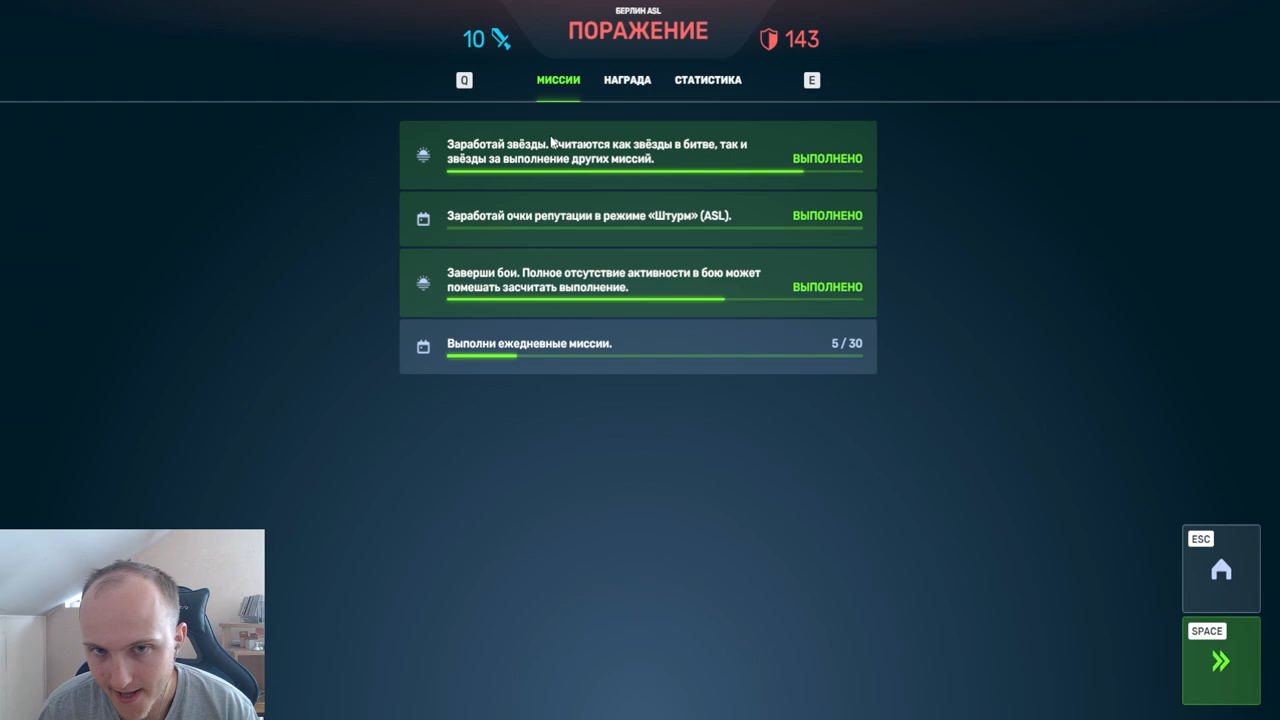 БЕРЛИН ASL
ПОРАЖЕНИЕ
10
143
Q
МИССИИ
НАГРАДА
СТАТИСТИКА
E
Заработай звёзды. Считаются как звёзды в битве, так и
звёзды за выполнение других миссий.
ВЫПОЛНЕНО
Заработай очки репутации в режиме «Штурм» (ASL).
ВЫПОЛНЕНО
Заверши бои. Полное отсутствие активности в бою может
помешать засчитать выполнение.
ВЫПОЛНЕНО
Выполни ежедневные миссии.
5 / 30
ESC
SPACE